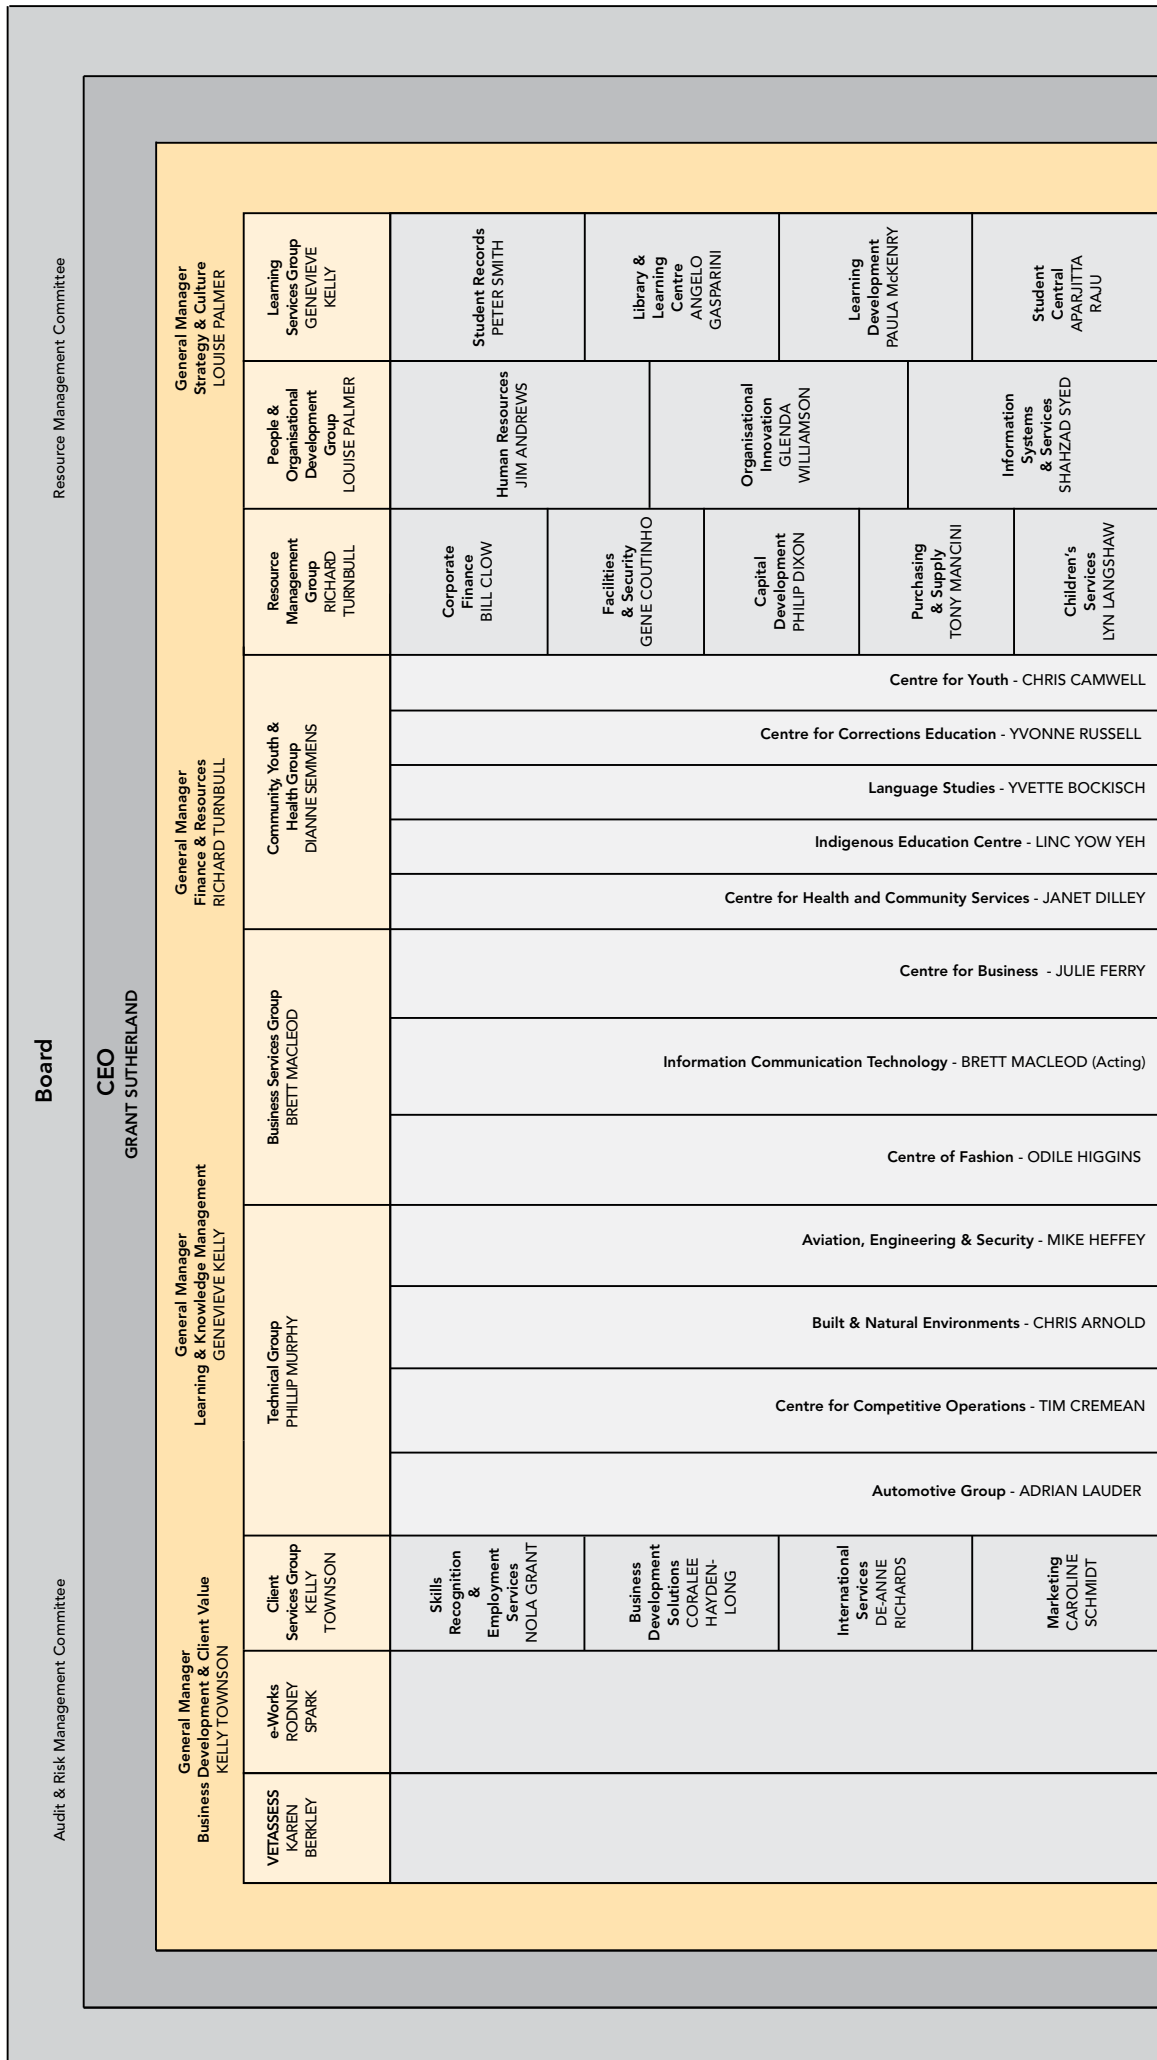 Board
Audit & Risk Management Committee
Resource Management Committee
CEO
GRANT SUTHERLAND
General Manager
Business Development & Client Value
KELLY TOWNSON
General Manager
Learning & Knowledge Management
GENEVIEVE KELLY
General Manager
Finance & Resources
RICHARD TURNBULL
General Manager
Strategy & Culture
LOUISE PALMER
VETASSESS
KAREN
BERKLEY
e-Works
RODNEY
SPARK
Client
Services Group
KELLY
TOWNSON
Technical Group
PHILLIP MURPHY
Business Services Group
BRETT MACLEOD
Community, Youth &
Health Group
DIANNE SEMMENS
Resource
Management
Group
RICHARD
TURNBULL
People &
Organisational
Development
Group
LOUISE PALMER
Learning
Services Group
GENEVIEVE
KELLY
Skills
Recognition
&
Employment
Services
NOLA GRANT
Business
Development
Solutions
CORALEE
HAYDEN-
LONG
International
Services
DE-ANNE
RICHARDS
Marketing
CAROLINE
SCHMIDT
Automotive Group - ADRIAN LAUDER
Centre for Competitive Operations - TIM CREMEAN
Built & Natural Environments - CHRIS ARNOLD
Aviation, Engineering & Security - MIKE HEFFEY
Centre of Fashion - ODILE HIGGINS
Information Communication Technology - BRETT MACLEOD (Acting)
Centre for Business - JULIE FERRY
Centre for Health and Community Services - JANET DILLEY
Indigenous Education Centre - LINC YOW YEH
Language Studies - YVETTE BOCKISCH
Centre for Corrections Education - YVONNE RUSSELL
Centre for Youth - CHRIS CAMWELL
Corporate
Finance
BILL CLOW
Facilities
& Security
GENE COUTINHO
Capital
Development
PHILIP DIXON
Purchasing
& Supply
TONY MANCINI
Children's
Services
LYN LANGSHAW
Human Resources
JIM ANDREWS
Organisational
Innovation
GLENDA
WILLIAMSON
Information
Systems
& Services
SHAHZAD SYED
Student Records
PETER SMITH
Library &
Learning
Centre
ANGELO
GASPARINI
Learning
Development
PAULA McKENRY
Student
Central
APARJITTA
RAJU